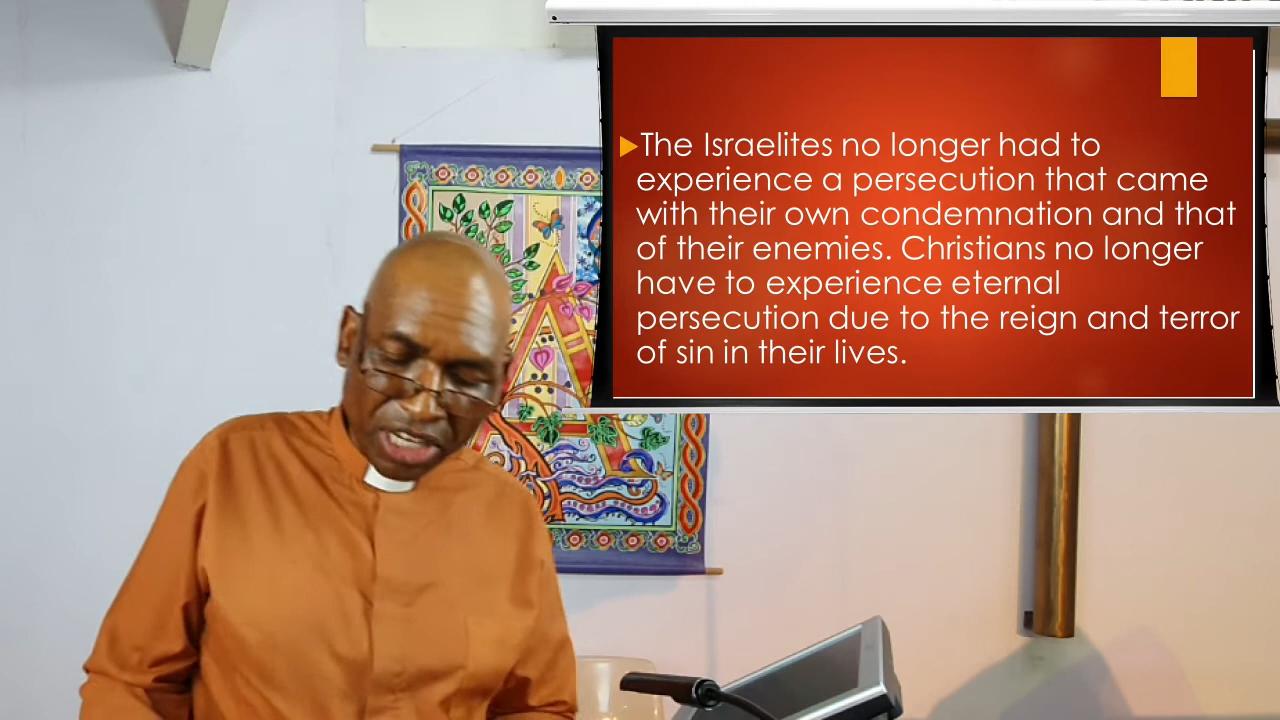 The Israelites no longer had to
experience a persecution that came
with their own condemnation and that
of their enemies. Christians no longer
have to experience eternal
persecution due to the reign and terror
of sin in their lives.